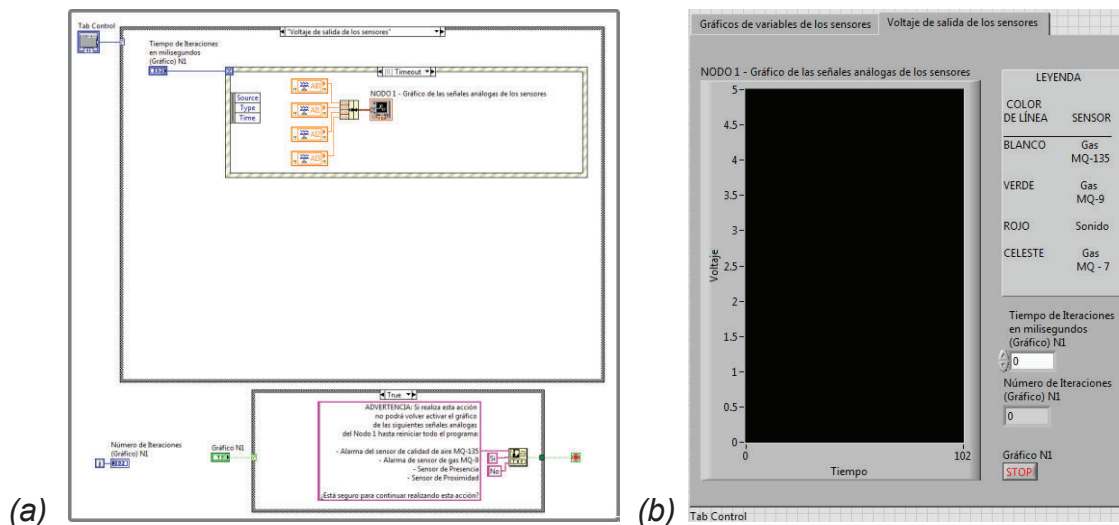 Tab Control
"Voltaje de salida de los sensores"
Tiempo de Iteraciones
en milisegundos
(Gráfico) N1
I32
[0] Timeout
Source
Type
Time
AI0
AI1
AI2
AI3
NODO 1 - Gráfico de las señales análogas de los sensores
True
ADVERTENCIA: Si realiza esta acción
no podrá volver activar el gráfico
de las siguientes señales análogas
del Nodo 1 hasta reiniciar todo el programa:
- Alarma del sensor de calidad de aire MQ-135
- Alarma de sensor de gas MQ-9
- Sensor de Presencia
- Sensor de Proximidad
¿Está seguro para continuar realizando esta acción?
Si
No
Número de Iteraciones
(Gráfico) N1
i
I32
Gráfico N1
TF
(a)
Gráficos de variables de los sensores
Voltaje de salida de los sensores
NODO 1 - Gráfico de las señales análogas de los sensores
Voltaje
5
4.5
4
3.5
3
2.5
2
1.5
1
0.5
0
0
102
Tiempo
LEYENDA
COLOR
DE LÍNEA SENSOR
BLANCO Gas
MQ-135
VERDE Gas
MQ-9
ROJO Sonido
CELESTE Gas
MQ - 7
Tiempo de Iteraciones
en milisegundos
(Gráfico) N1
0
Número de Iteraciones
(Gráfico) N1
0
Gráfico N1
STOP
Tab Control
(b)